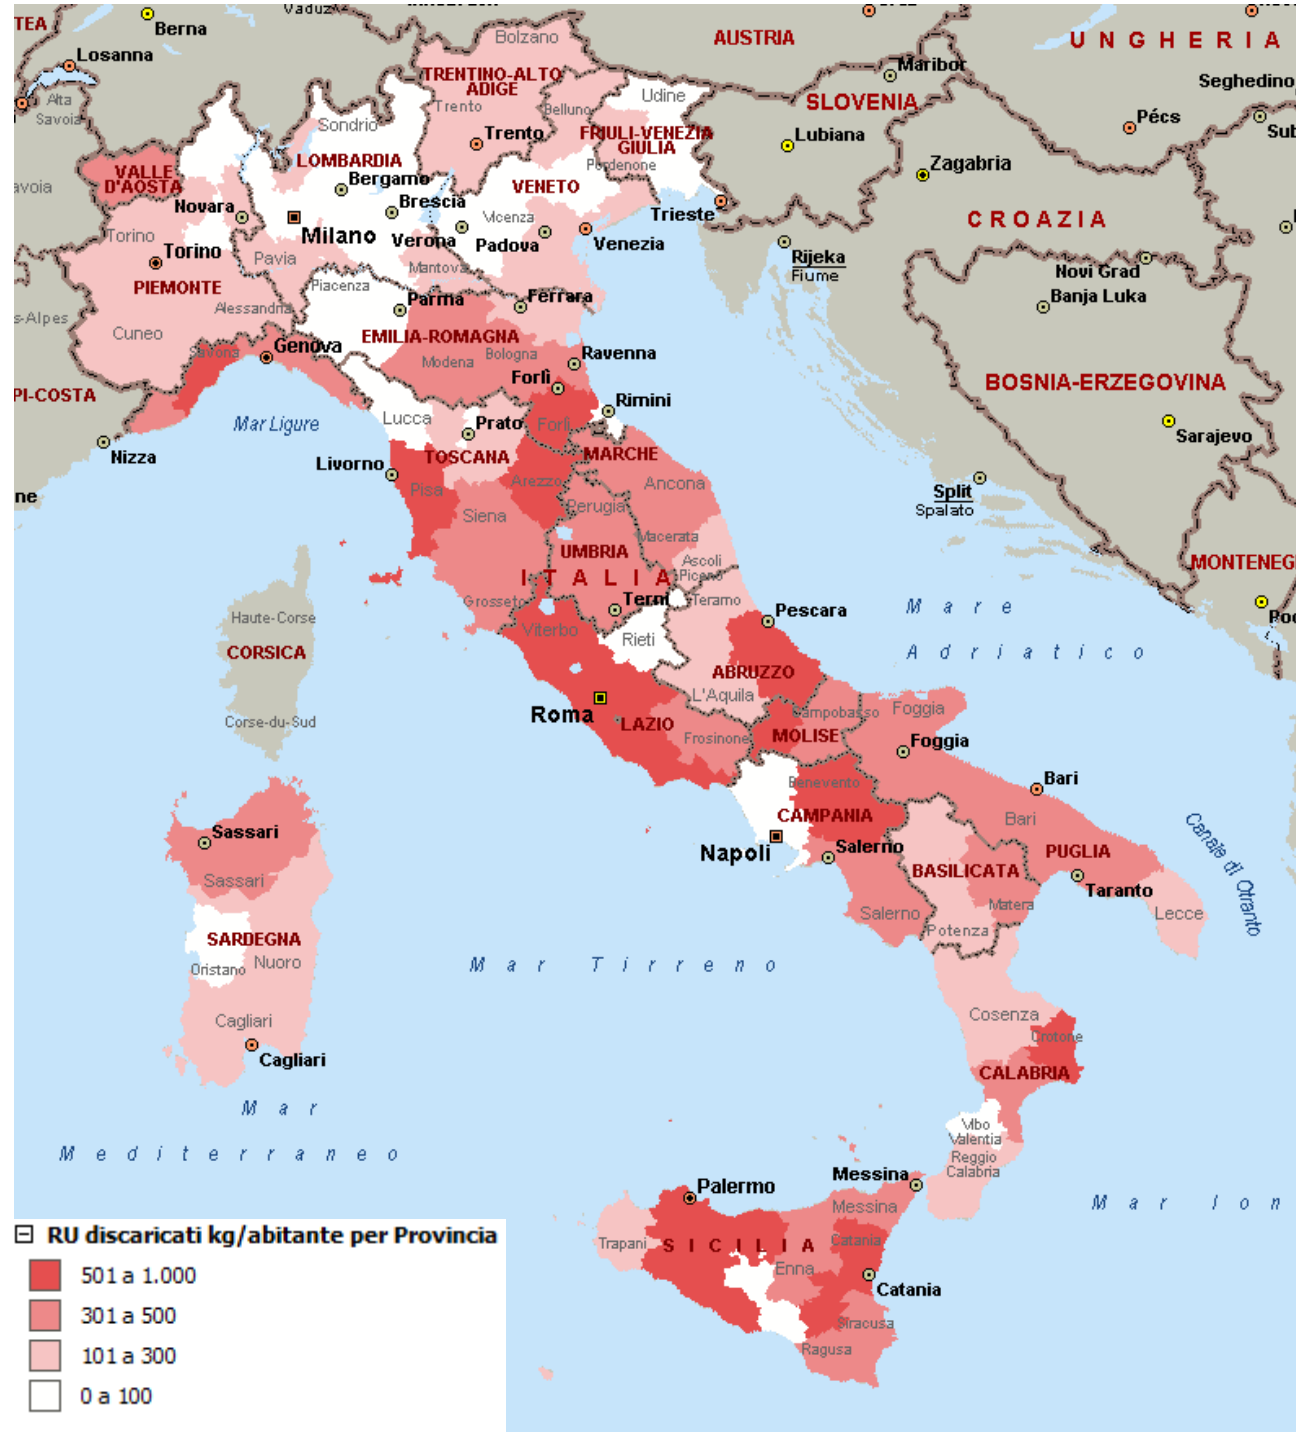 TEA
Berna
Vaduz
Bolzano
AUSTRIA
UNGHERIA
Losanna
TRENTINO-ALTO
ADIGE
Maribor
Seghedino
Alta
Savoia
Udine
SLOVENIA
Trento
Belluno
Sondrio
Trento
FRIULI-VENEZIA
GIULIA
Lubiana
Pécs
Sub
LOMBARDIA
Pordenone
Zagabria
VALLE
D'AOSTA
Bergamo
VENETO
avoia
Novara
Brescia
Trieste
CROAZIA
Milano
Vicenza
Torino
Verona
Padova
Venezia
Torino
Pavia
Mantova
Rijeka
Fiume
Novi Grad
PIEMONTE
Piacenza
Parma
Ferrara
Banja Luka
s-Alpes
Alessandria
Cuneo
EMILIA-ROMAGNA
Genova
Savona
Modena
Bologna
Ravenna
PI-COSTA
Forlì
BOSNIA-ERZEGOVINA
Rimini
Mar Ligure
Lucca
Prato
Forlì
Sarajevo
Nizza
Livorno
TOSCANA
MARCHE
ne
Pisa
Arezzo
Ancona
Split
Spalato
Siena
Perugia
Macerata
UMBRIA
Ascoli
Piceno
MONTENEG
ITALIA
Grosseto
Terni
Teramo
Pescara
Mare
Adriatico
Poo
Haute-Corse
CORSICA
Viterbo
Rieti
ABRUZZO
L'Aquila
Corse-du-Sud
Roma
LAZIO
Frosinone
Campobasso
MOLISE
Foggia
Foggia
Benevento
Bari
CAMPANIA
Bari
Canale di Otranto
Sassari
Napoli
Salerno
PUGLIA
BASILICATA
Taranto
Sassari
Salerno
Matera
Lecce
Potenza
SARDEGNA
Oristano
Nuoro
Mar Tirreno
Cagliari
Cosenza
Crotone
Cagliari
CALABRIA
Mar
Mediterraneo
Vibo
Valentia
Reggio
Calabria
Messina
Palermo
Messina
Mar Ion
RU discaricati kg/abitante per Provincia
Trapani
SICILIA
Catania
Enna
501 a 1.000
Catania
301 a 500
Siracusa
101 a 300
Ragusa
0 a 100